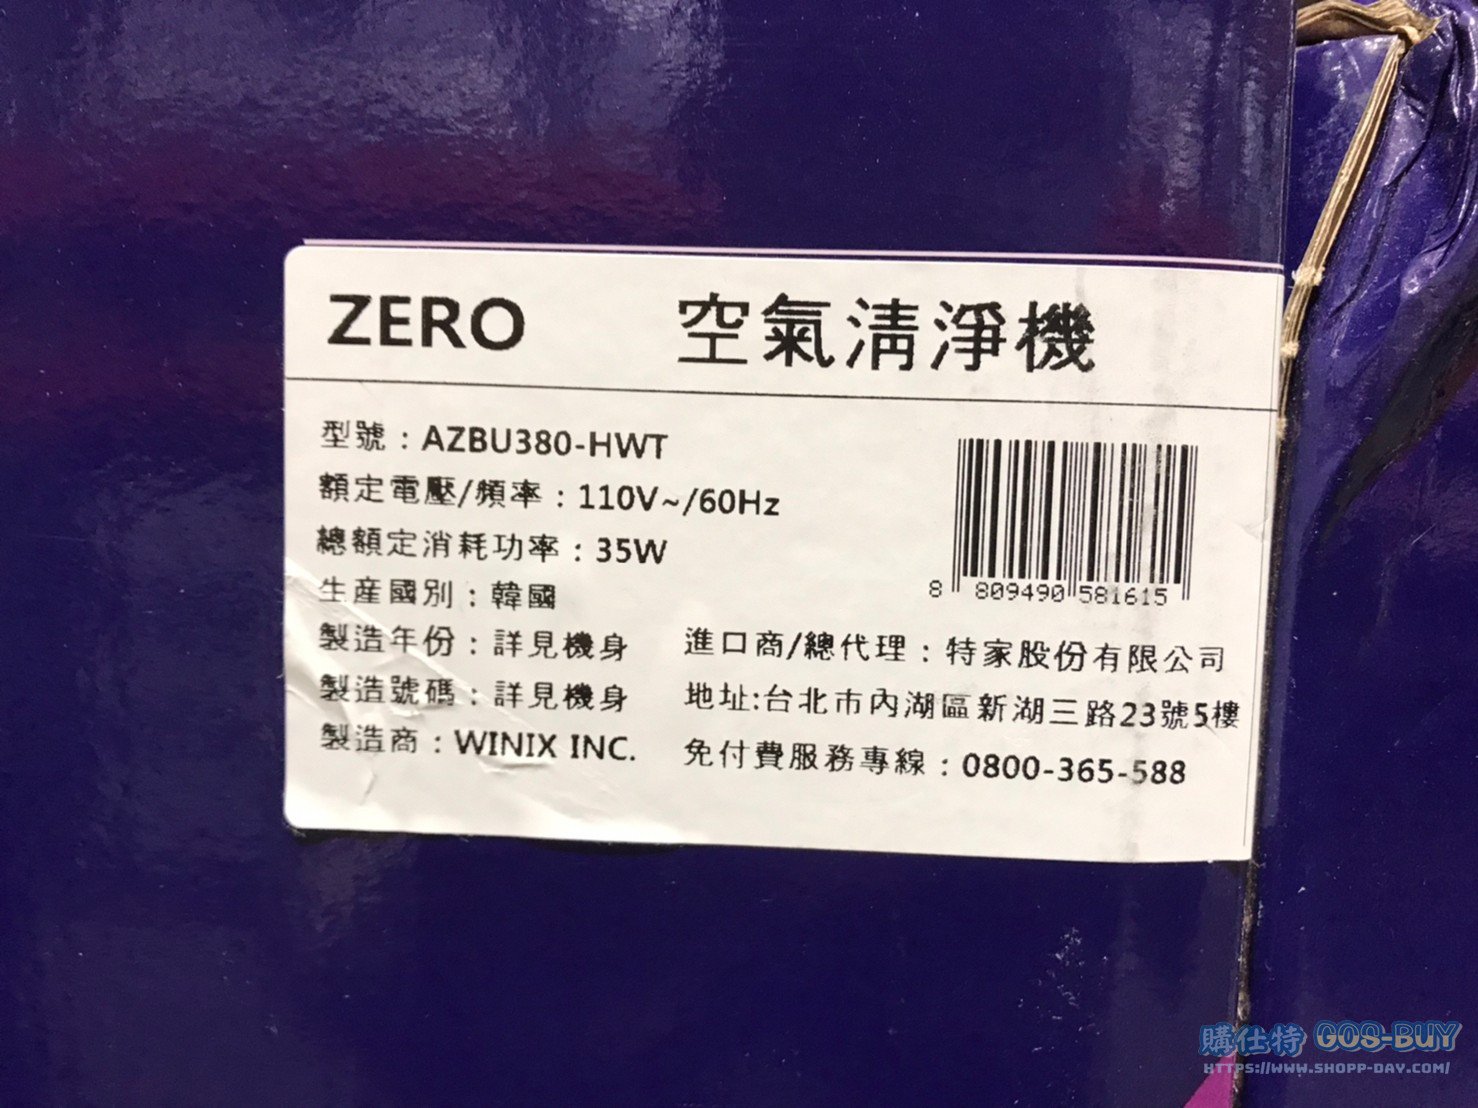 ZERO 空氣清淨機
型號：AZBU380-HWT
額定電壓/頻率：110V~/60Hz
總額定消耗功率：35W
生産國別：韓國
製造年份：詳見機身
製造號碼：詳見機身
製造商：WINIX INC.
8 809490 581615
進口商/總代理：特家股份有限公司
地址:台北市內湖區新湖三路23號5樓
免付費服務專線：0800-365-588
購仕特 GOS-BUY
HTTPS://WWW.SHOPP-DAY.COM/